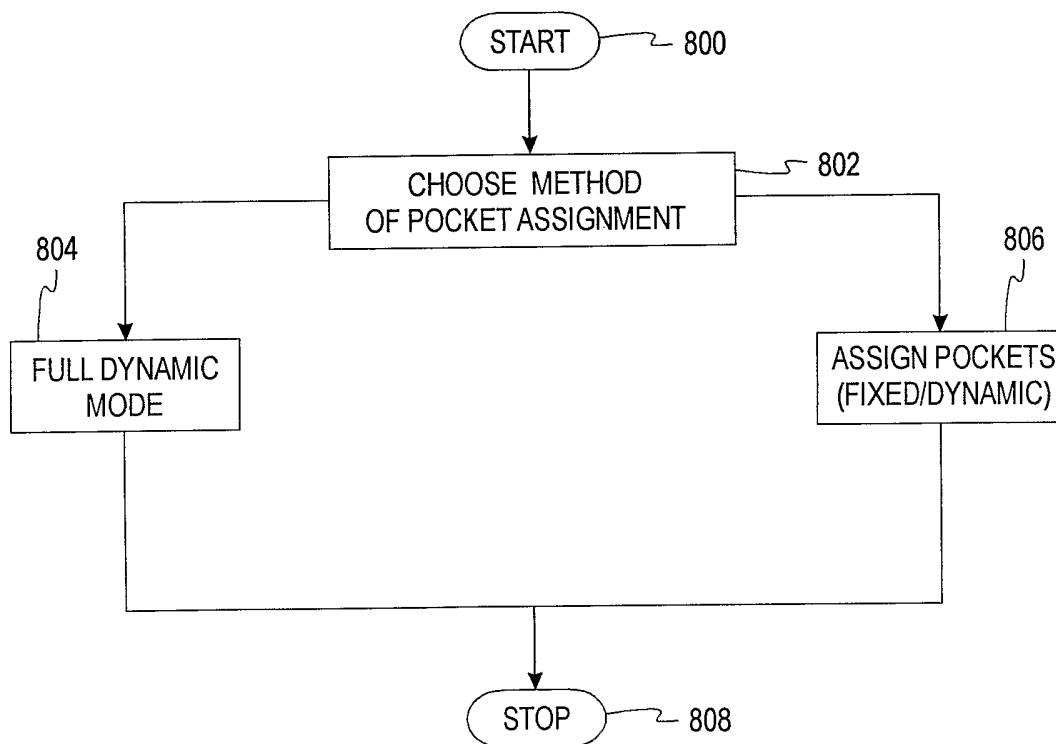 START
800
CHOOSE METHOD
OF POCKET ASSIGNMENT
802
804
806
FULL DYNAMIC
MODE
ASSIGN POCKETS
(FIXED/DYNAMIC)
STOP
808